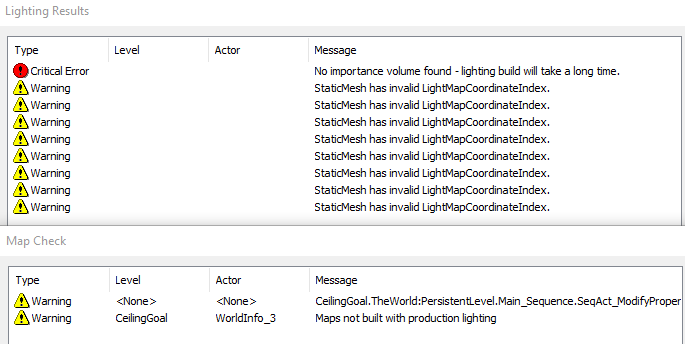 Lighting Results
Type Level Actor Message
Critical Error No importance volume found - lighting build will take a long time.
Warning StaticMesh has invalid LightMapCoordinateIndex.
Warning StaticMesh has invalid LightMapCoordinateIndex.
Warning StaticMesh has invalid LightMapCoordinateIndex.
Warning StaticMesh has invalid LightMapCoordinateIndex.
Warning StaticMesh has invalid LightMapCoordinateIndex.
Warning StaticMesh has invalid LightMapCoordinateIndex.
Warning StaticMesh has invalid LightMapCoordinateIndex.
Warning StaticMesh has invalid LightMapCoordinateIndex.
Map Check
Type Level Actor Message
Warning <None> <None> CeilingGoal.TheWorld:PersistentLevel.Main_Sequence.SeqAct_ModifyProper
Warning CeilingGoal WorldInfo_3 Maps not built with production lighting